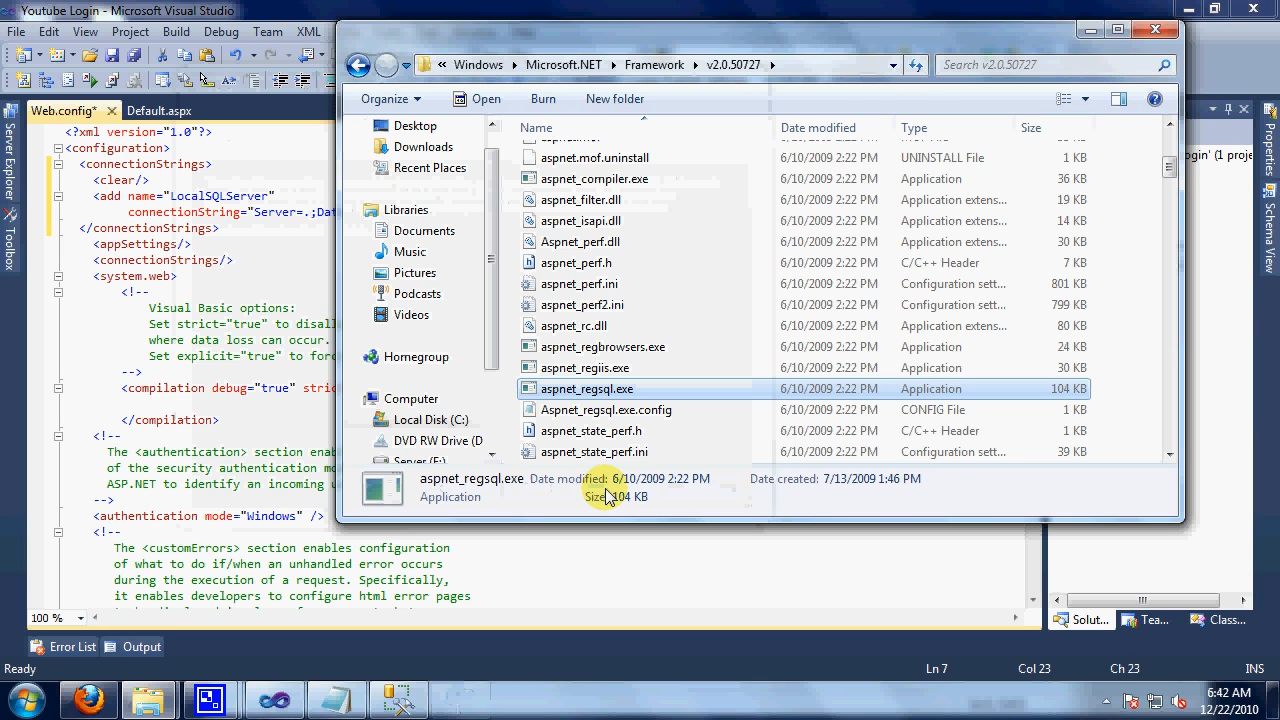 Youtube Login - Microsoft Visual Studio
File Edit View Project Build Debug Team XML
« Windows Microsoft.NET Framework v2.0.50727
Search v2.0.50727
Organize Open Burn New folder
Web.config* Default.aspx
Server Explorer
Toolbox
Properties
Schema View
<?xml version="1.0"?>
<configuration>
<connectionStrings>
<clear/>
<add name="LocalSQLServer"
connectionString="Server=.;Dat
</connectionStrings>
<appSettings/>
<connectionStrings/>
<system.web>
<!--
Visual Basic options:
Set strict="true" to disall
where data loss can occur.
Set explicit="true" to forc
-->
<compilation debug="true" stric
</compilation>
<!--
The <authentication> section enab
of the security authentication mo
ASP.NET to identify an incoming u
-->
<authentication mode="Windows" />
<!--
The <customErrors> section enables configuration
of what to do if/when an unhandled error occurs
during the execution of a request. Specifically,
it enables developers to configure html error pages
Desktop
Downloads
Recent Places
Libraries
Documents
Music
Pictures
Podcasts
Videos
Homegroup
Computer
Local Disk (C:)
DVD RW Drive (D
Server (F:)
Name Date modified Type Size
aspnet.mof.uninstall 6/10/2009 2:22 PM UNINSTALL File 1 KB
aspnet_compiler.exe 6/10/2009 2:22 PM Application 36 KB
aspnet_filter.dll 6/10/2009 2:22 PM Application extens... 19 KB
aspnet_isapi.dll 6/10/2009 2:22 PM Application extens... 14 KB
Aspnet_perf.dll 6/10/2009 2:22 PM Application extens... 30 KB
aspnet_perf.h 6/10/2009 2:22 PM C/C++ Header 7 KB
aspnet_perf.ini 6/10/2009 2:22 PM Configuration sett... 801 KB
aspnet_perf2.ini 6/10/2009 2:22 PM Configuration sett... 799 KB
aspnet_rc.dll 6/10/2009 2:22 PM Application extens... 80 KB
aspnet_regbrowsers.exe 6/10/2009 2:22 PM Application 24 KB
aspnet_regiis.exe 6/10/2009 2:22 PM Application 30 KB
aspnet_regsql.exe 6/10/2009 2:22 PM Application 104 KB
Aspnet_regsql.exe.config 6/10/2009 2:22 PM CONFIG File 1 KB
aspnet_state_perf.h 6/10/2009 2:22 PM C/C++ Header 1 KB
aspnet_state_perf.ini 6/10/2009 2:22 PM Configuration sett... 39 KB
aspnet_regsql.exe Date modified: 6/10/2009 2:22 PM Date created: 7/13/2009 1:46 PM
Application Size: 104 KB
ogin' (1 proje
100 %
Solut... Tea... Class...
Error List Output
Ready Ln 7 Col 23 Ch 23 INS
6:42 AM
12/22/2010